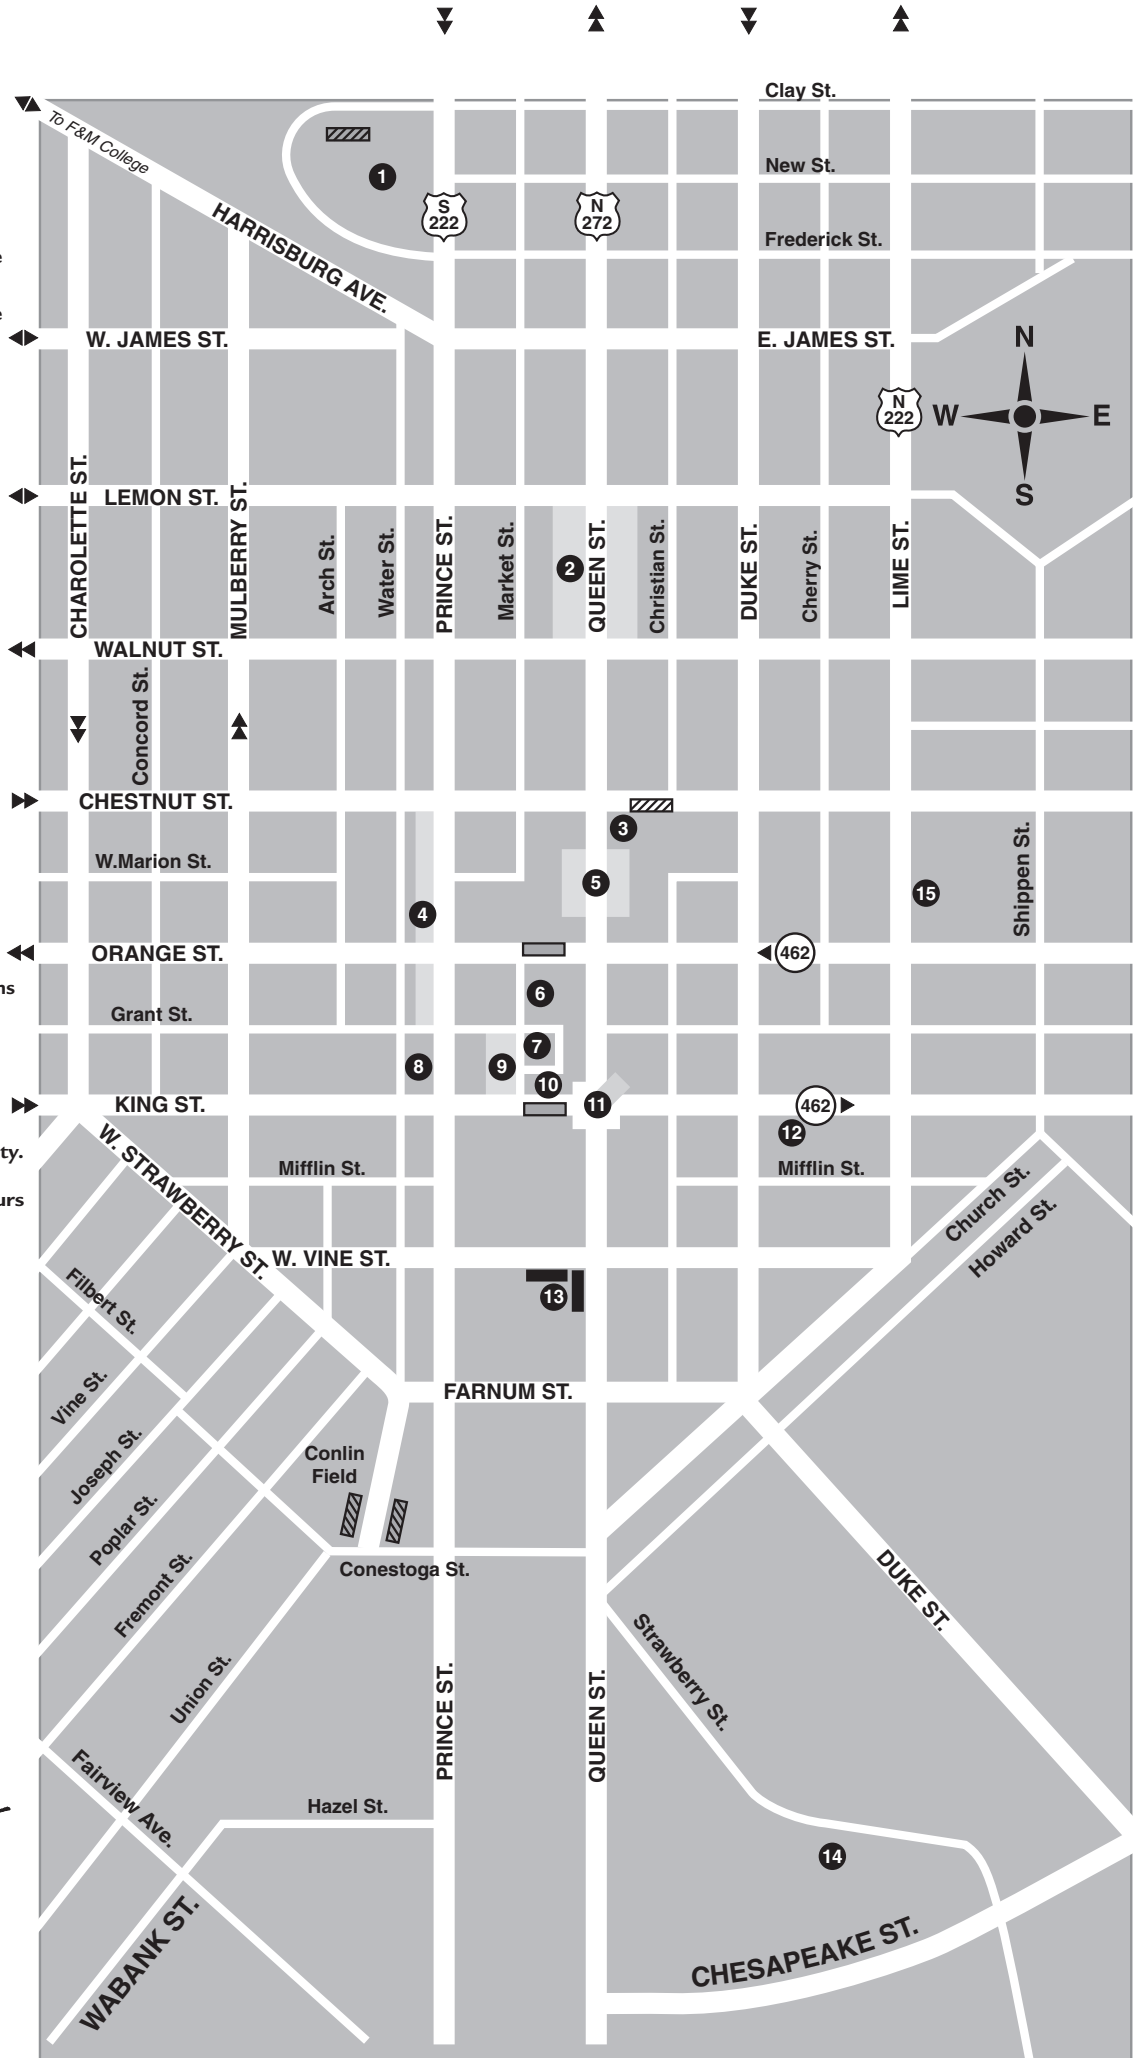 Clay St.
To F&M College
New St.
1
S
222
N
272
HARRISBURG AVE.
Frederick St.
e
e
W. JAMES ST.
E. JAMES ST.
N
N
222
W
E
S
LEMON ST.
CHAROLETTE ST.
MULBERRY ST.
Arch St.
Water St.
PRINCE ST.
Market St.
2
QUEEN ST.
Christian St.
DUKE ST.
Cherry St.
LIME ST.
WALNUT ST.
Concord St.
CHESTNUT ST.
3
W.Marion St.
5
15
Shippen St.
4
ORANGE ST.
462
ns
6
Grant St.
7
8
9
10
KING ST.
11
462
12
ty.
W. STRAWBERRY ST.
Mifflin St.
Mifflin St.
urs
Church St.
Howard St.
W. VINE ST.
Filbert St.
13
Vine St.
FARNUM ST.
Joseph St.
Conlin
Field
Poplar St.
Fremont St.
Conestoga St.
DUKE ST.
Union St.
PRINCE ST.
QUEEN ST.
Strawberry St.
Fairview Ave.
Hazel St.
14
WABANK ST.
CHESAPEAKE ST.